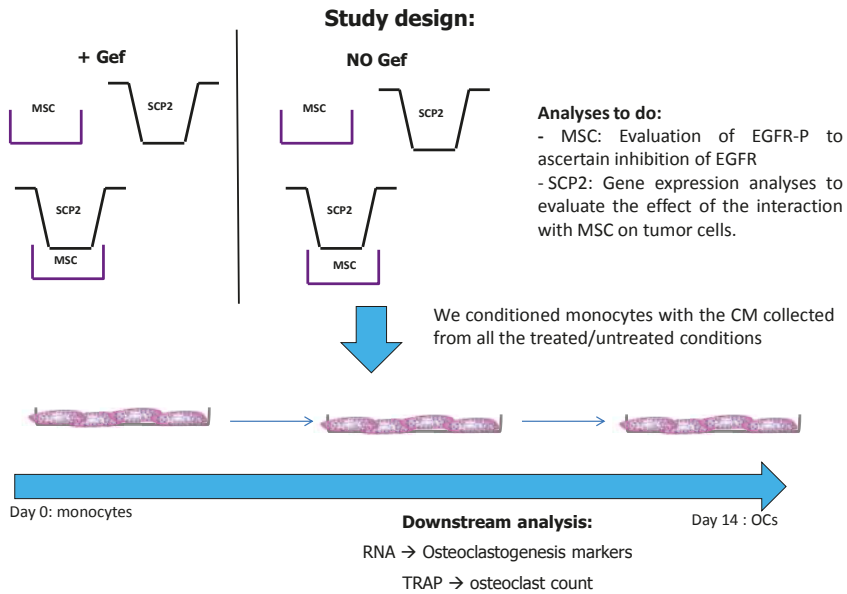 Study design:
+ Gef
NO Gef
MSC
SCP2
MSC
SCP2
SCP2
MSC
SCP2
MSC
Analyses to do:
- MSC: Evaluation of EGFR-P to
ascertain inhibition of EGFR
- SCP2: Gene expression analyses to
evaluate the effect of the interaction
with MSC on tumor cells.
We conditioned monocytes with the CM collected
from all the treated/untreated conditions
Day 0: monocytes
Day 14 : OCs
Downstream analysis:
RNA → Osteoclastogenesis markers
TRAP → osteoclast count